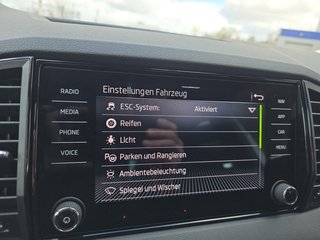 Einstellungen Fahrzeug
RADIO
MEDIA
PHONE
VOICE
ESC-System: Aktiviert
Reifen
Licht
Parken und Rangieren
Ambientebeleuchtung
Spiegel und Wischer
NAV
APP
CAR
MENU